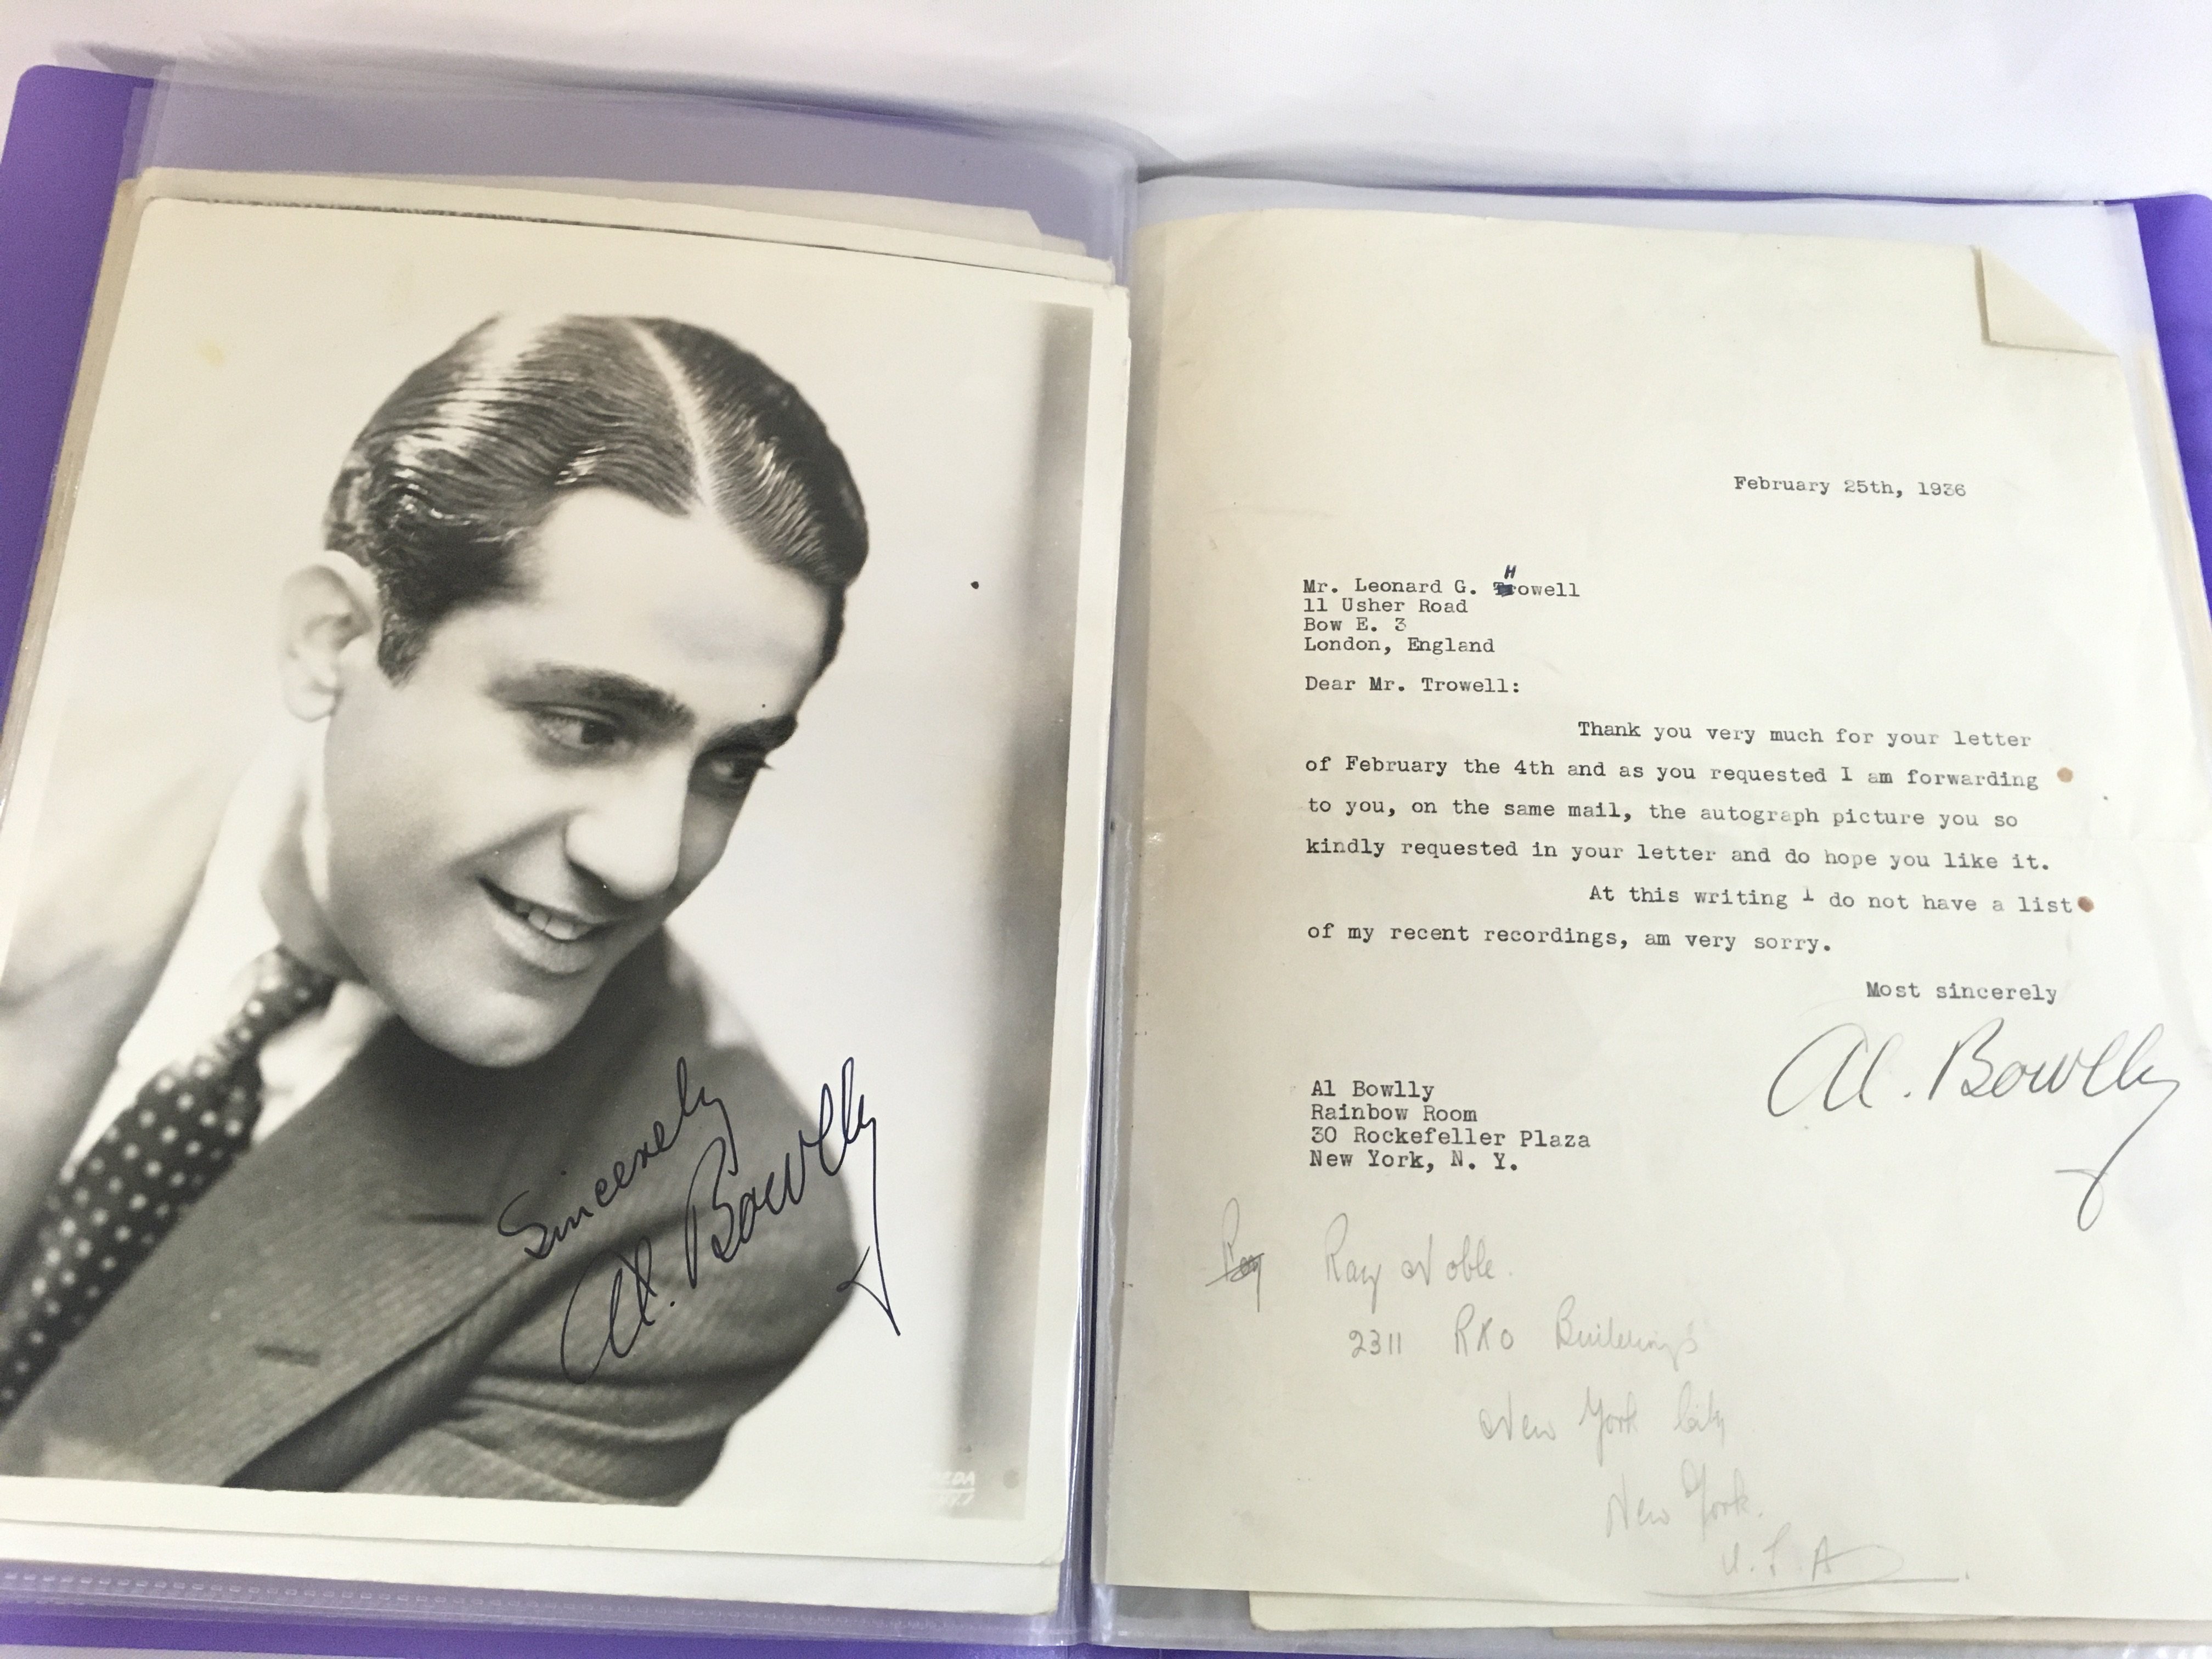 Sincerely
Al. Bowlly
February 25th, 1936
H
Mr. Leonard G. Trowell
11 Usher Road
Bow E. 3
London, England
Dear Mr. Trowell:
Thank you very much for your letter
of February the 4th and as you requested I am forwarding
to you, on the same mail, the autograph picture you so
kindly requested in your letter and do hope you like it.
At this writing I do not have a list
of my recent recordings, am very sorry.
Most sincerely
Al. Bowlly
Al Bowlly
Rainbow Room
30 Rockefeller Plaza
New York, N. Y.
Ray Noble.
2311 RKO Buildings
New York City
New York.
U.S.A